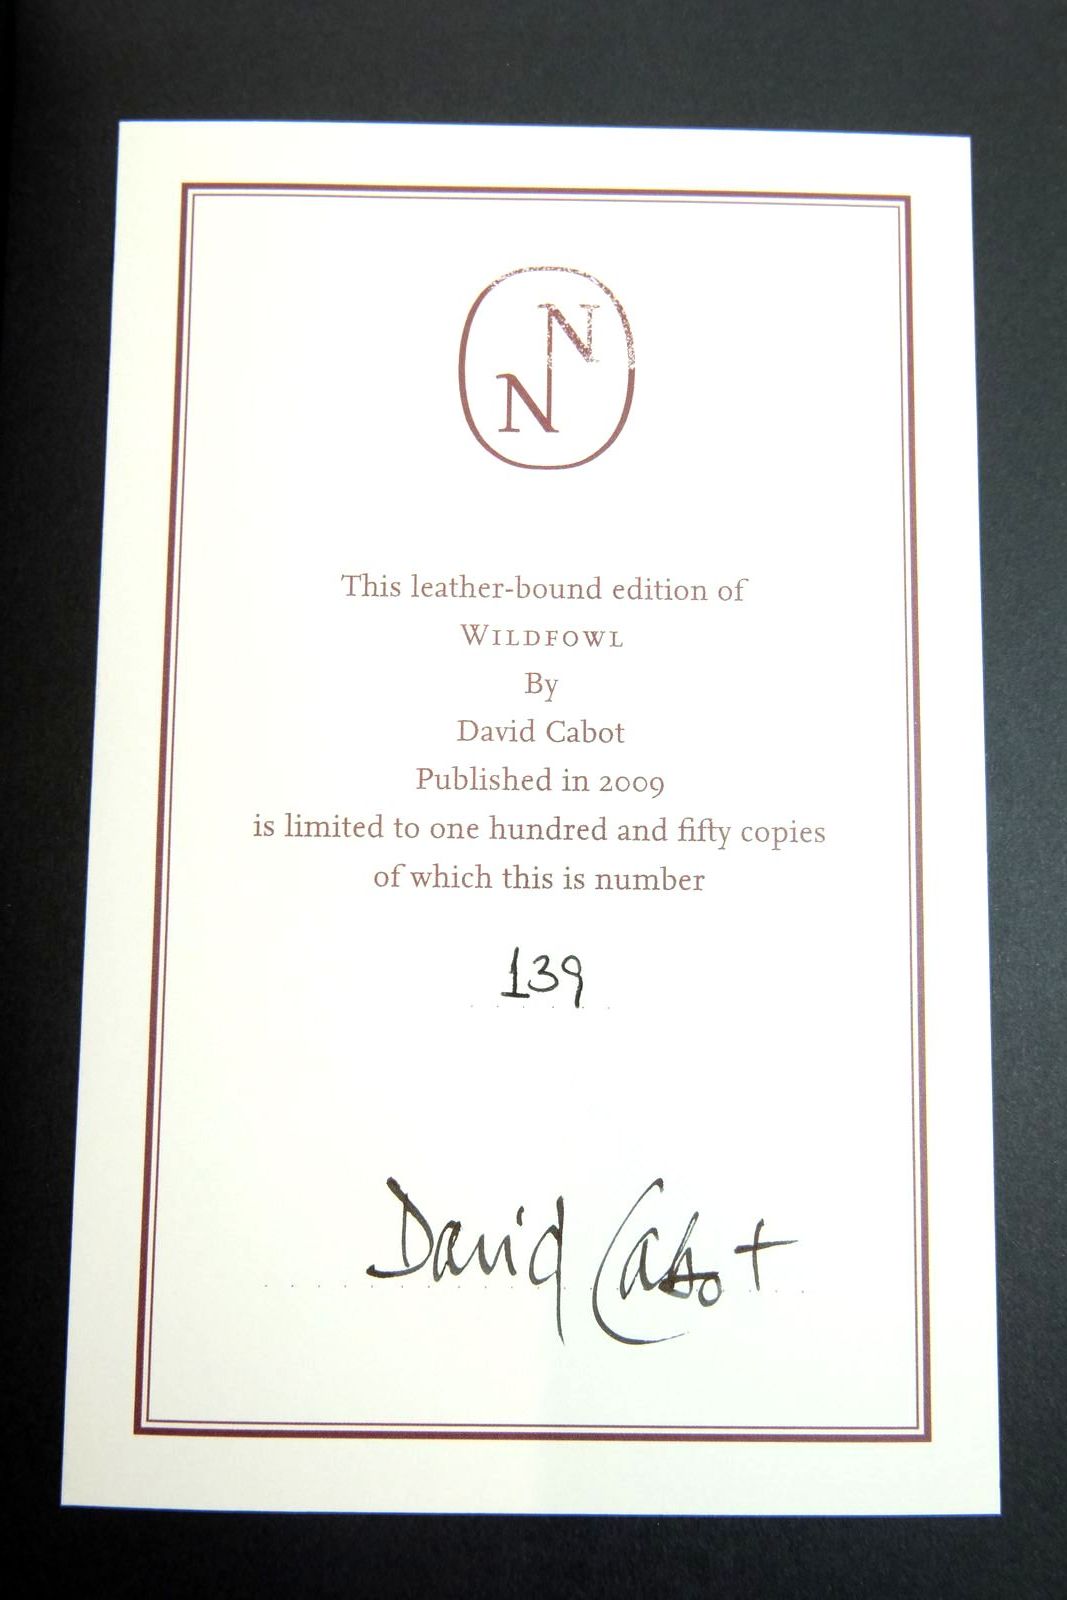 N
N
This leather-bound edition of
WILDFOWL
By
David Cabot
Published in 2009
is limited to one hundred and fifty copies
of which this is number
139
David Cabot